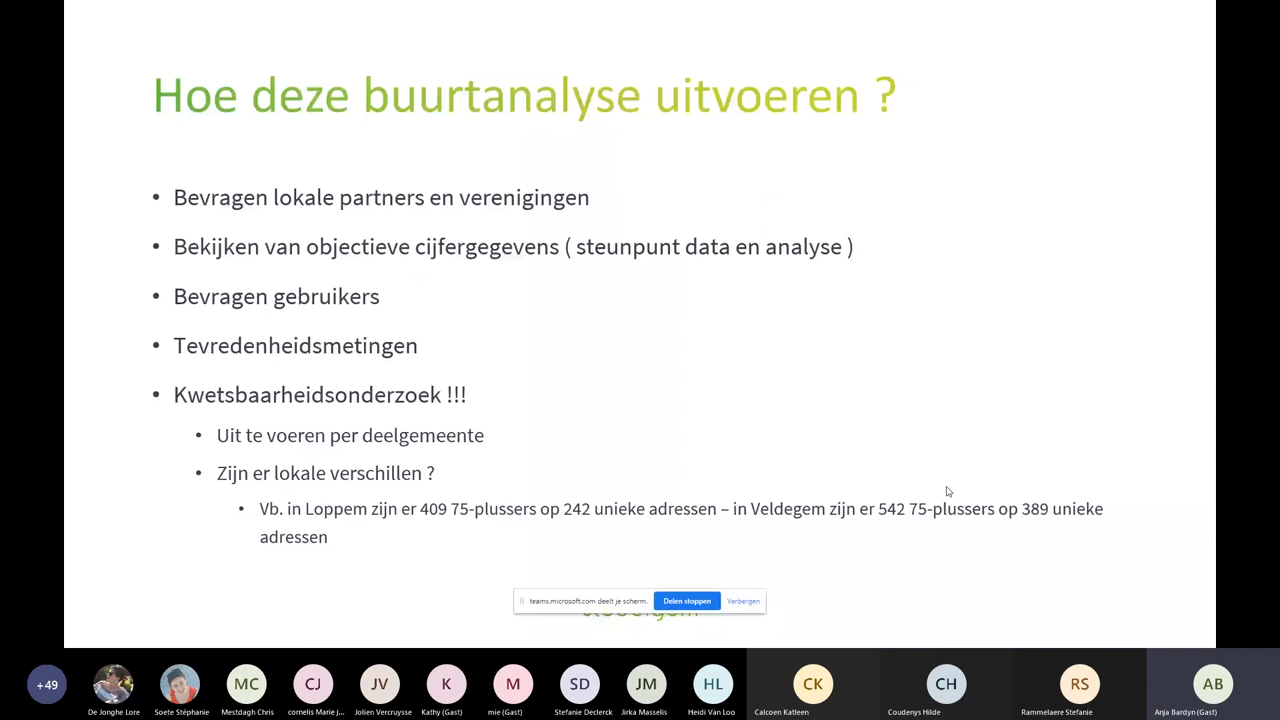 Hoe deze buurtanalyse uitvoeren ?
• Bevragen lokale partners en verenigingen
• Bekijken van objectieve cijfergegevens ( steunpunt data en analyse )
• Bevragen gebruikers
• Tevredenheidsmetingen
• Kwetsbaarheidsonderzoek !!!
• Uit te voeren per deelgemeente
• Zijn er lokale verschillen ?
• Vb. in Loppem zijn er 409 75-plussers op 242 unieke adressen – in Veldegem zijn er 542 75-plussers op 389 unieke
adressen
teams.microsoft.com deelt je scherm. Delen stoppen Verbergen
+49 MC CJ JV K M SD JM HL CK CH RS AB
De Jonghe Lore Soete Stéphanie Mestdagh Chris cornelis Marie j... Jolien Vercruysse Kathy (Gast) mie (Gast) Stefanie Declerck Jirka Masselis Heidi Van Loo Calcoen Katleen Coudenys Hilde Rammelaere Stefanie Anja Bardyn (Gast)